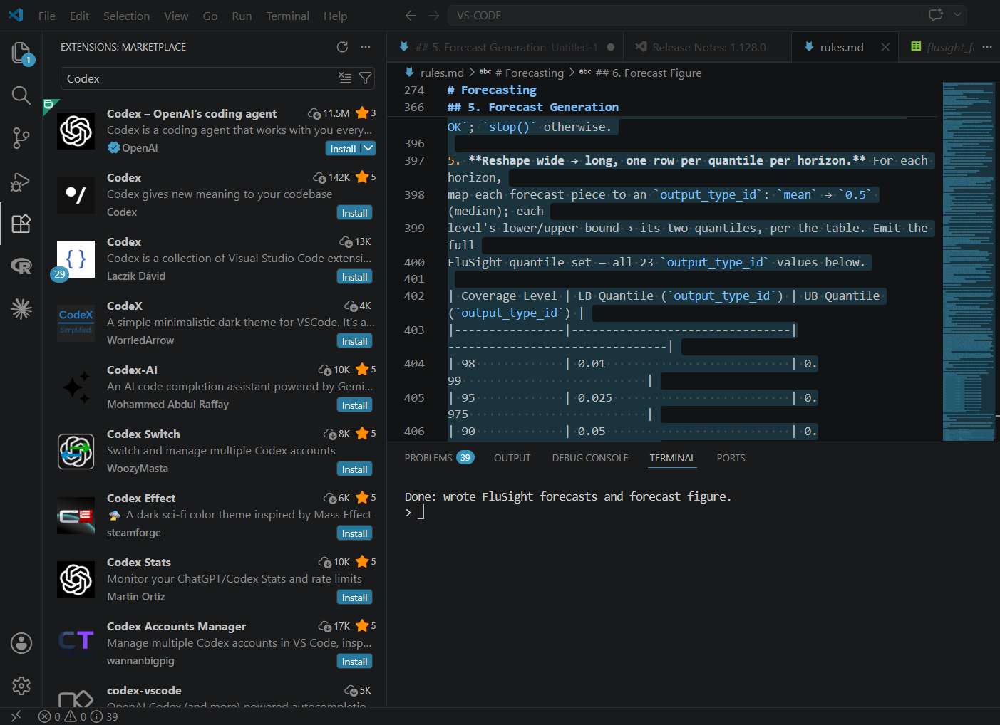 File Edit Selection View Go Run Terminal Help
VS-CODE
EXTENSIONS: MARKETPLACE
Codex
Codex – OpenAI's coding agent 11.5M 3
Codex is a coding agent that works with you every...
OpenAI Install
Codex 142K 5
Codex gives new meaning to your codebase
Codex Install
Codex 13K
Codex is a collection of Visual Studio Code extensi...
Laczik Dávid Install
CodeX 4K
A simple minimalistic dark theme for VSCode. It's a...
WorriedArrow Install
Codex-AI 10K 5
An AI code completion assistant powered by Gemi...
Mohammed Abdul Raffay Install
Codex Switch 8K 5
Switch and manage multiple Codex accounts
WoozyMasta Install
Codex Effect 6K 5
🛸 A dark sci-fi color theme inspired by Mass Effect
steamforge Install
Codex Stats 10K 5
Monitor your ChatGPT/Codex Stats and rate limits
Martin Ortiz Install
Codex Accounts Manager 17K 5
Manage multiple Codex accounts in VS Code, insp...
wannanbigpig Install
codex-vscode 5K
OpenAI Codex (and more) powered autocompletio...
1
29
{ }
CodeX
Simplified.
CT
## 5. Forecast Generation Untitled-1
Release Notes: 1.128.0
rules.md
flusight_f
rules.md > abc # Forecasting > abc ## 6. Forecast Figure
274 # Forecasting
366 ## 5. Forecast Generation
OK`; `stop()` otherwise.
396
397 5. **Reshape wide → long, one row per quantile per horizon.** For each
horizon,
398 map each forecast piece to an `output_type_id`: `mean` → `0.5`
(median); each
399 level's lower/upper bound → its two quantiles, per the table. Emit the
full
400 FluSight quantile set — all 23 `output_type_id` values below.
401
402 | Coverage Level | LB Quantile (`output_type_id`) | UB Quantile
(`output_type_id`) |
403 |----------------|--------------------------------|
--------------------------------|
404 | 98 | 0.01 | 0.
99 |
405 | 95 | 0.025 | 0.
975 |
406 | 90 | 0.05 | 0.
PROBLEMS 39 OUTPUT DEBUG CONSOLE TERMINAL PORTS
Done: wrote FluSight forecasts and forecast figure.
>
0 0 39